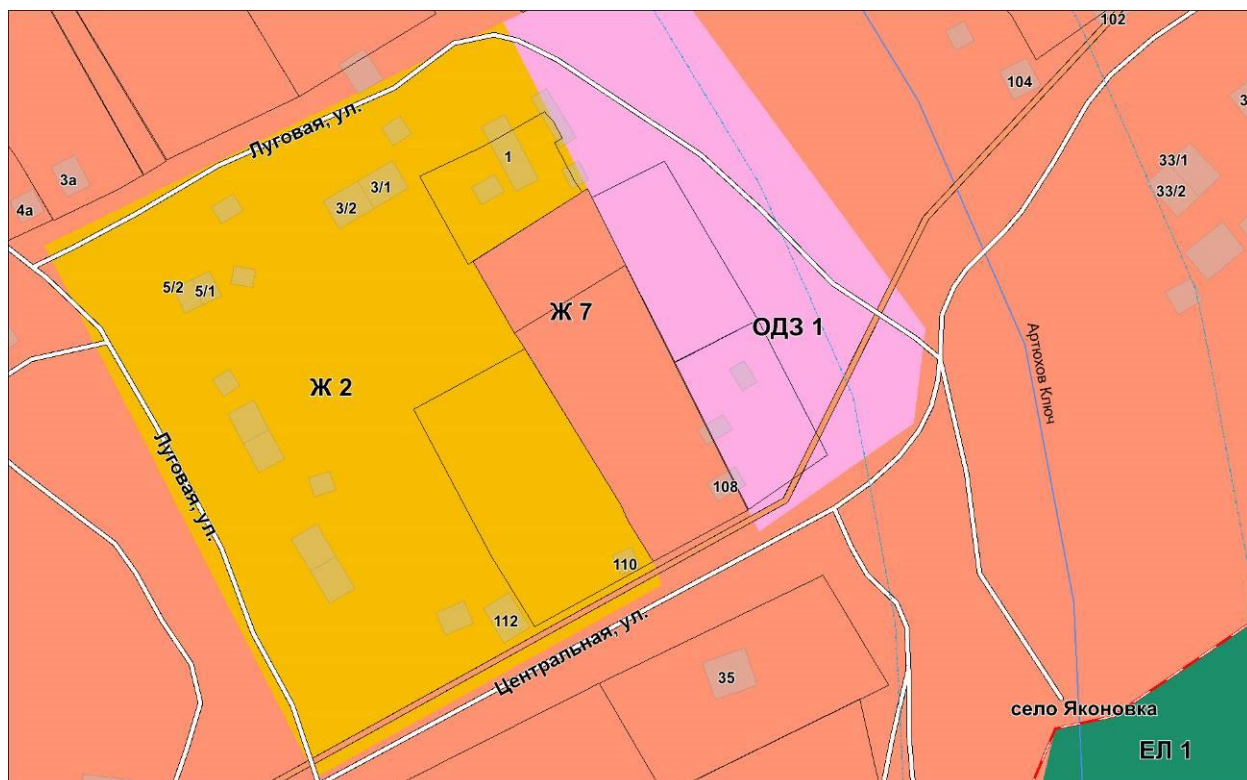 102
104
Луговая, ул.
33/1
3а
1
3/1
33/2
4а
3/2
5/2
5/1
Ж 7
ОДЗ 1
Артюхов Ключ
Ж 2
Луговая, ул.
108
110
112
Центральная, ул.
35
село Яконовка
ЕЛ 1